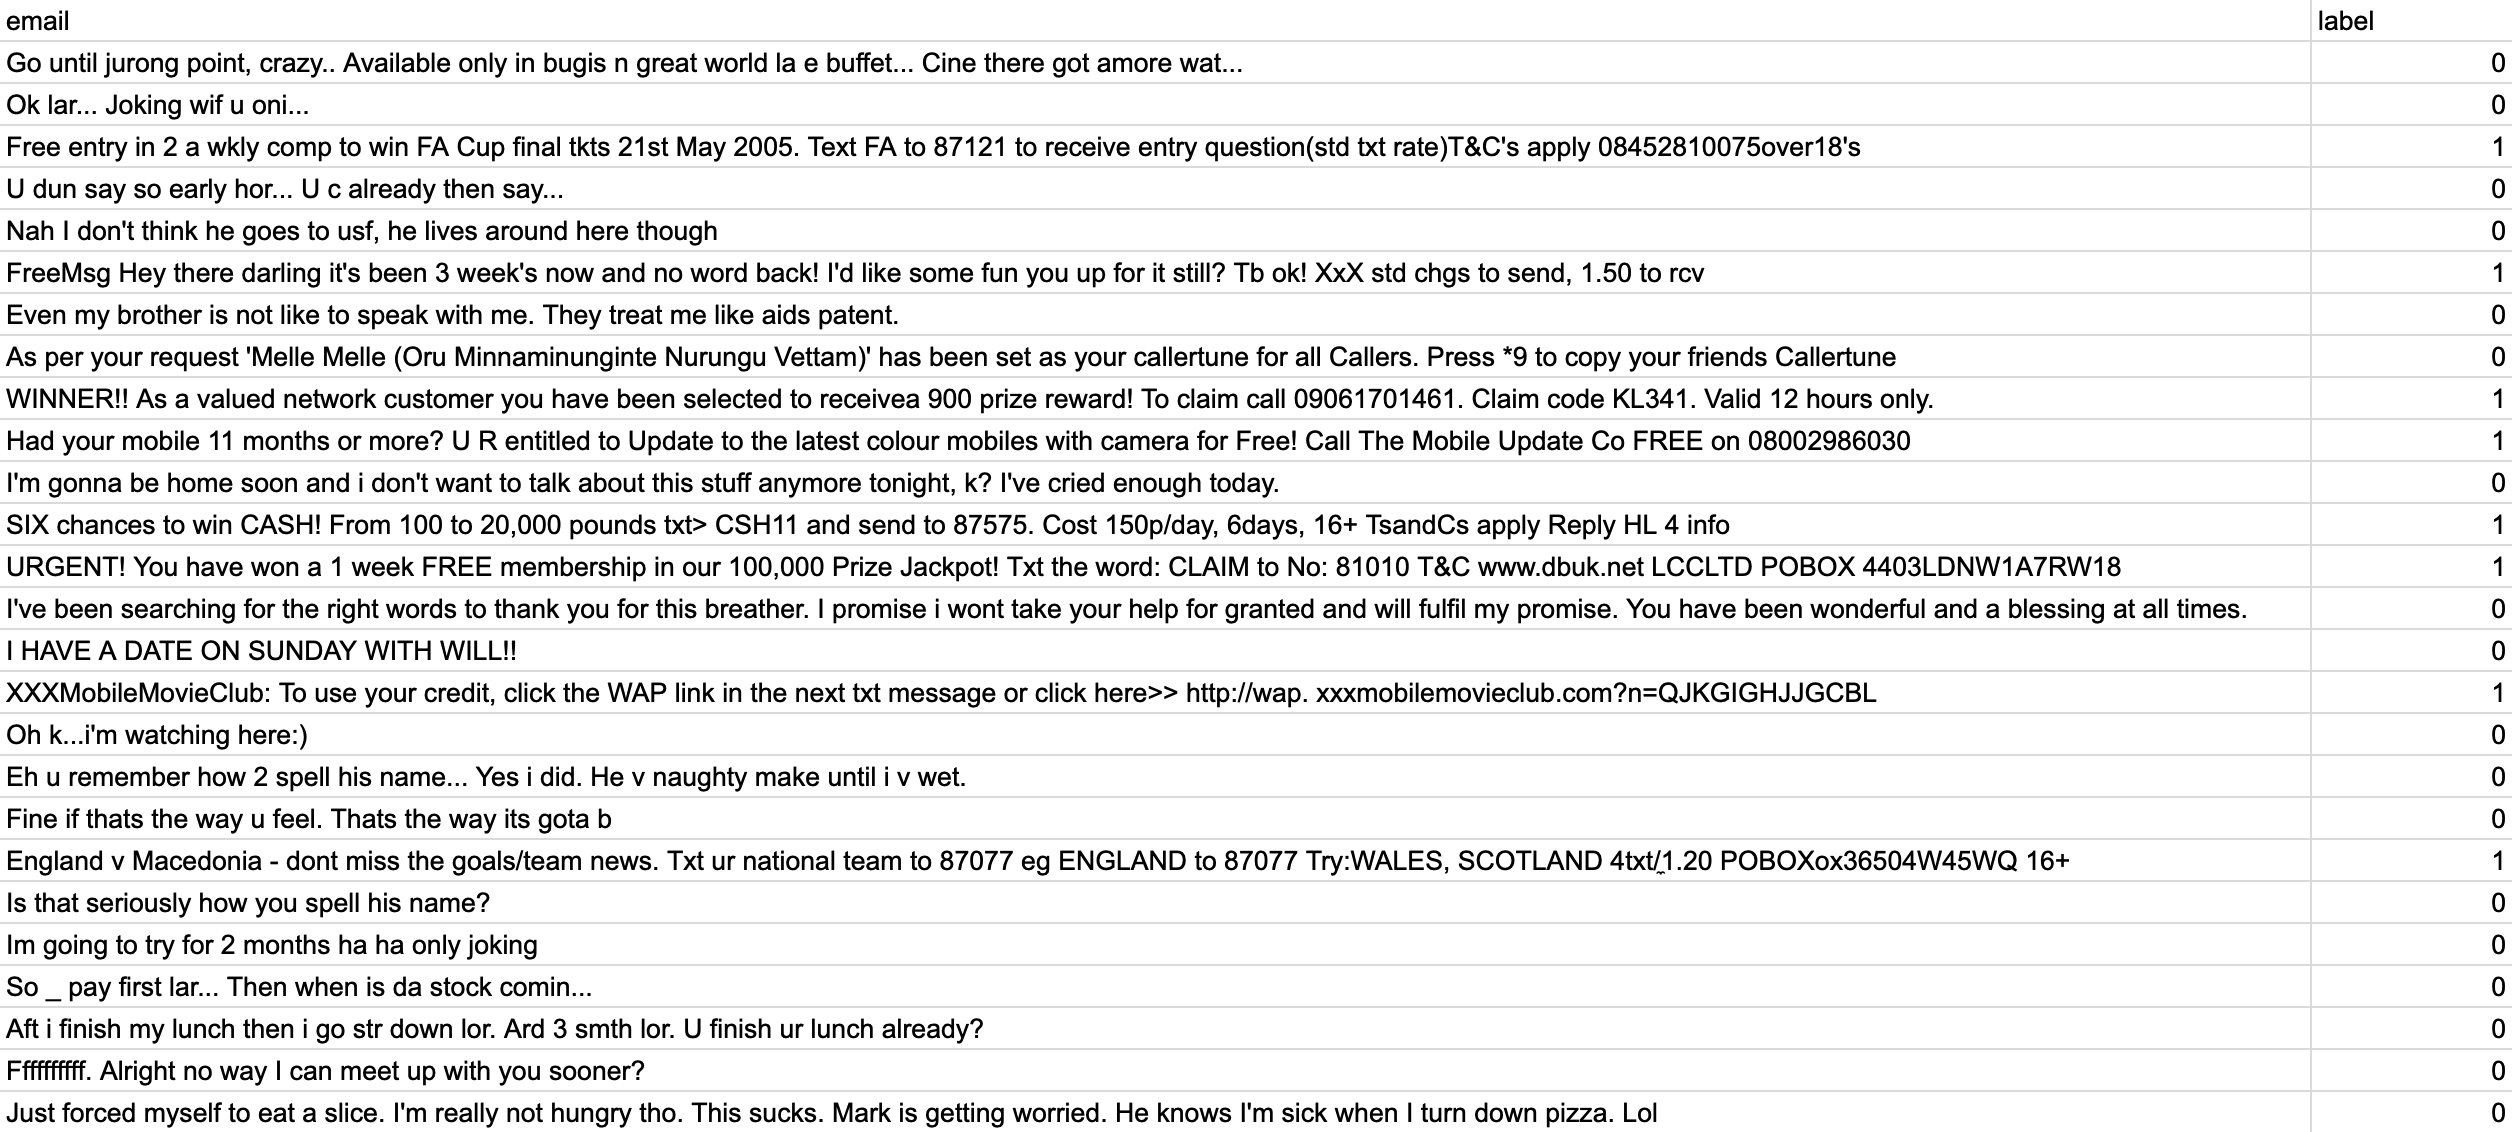 email label
Go until jurong point, crazy.. Available only in bugis n great world la e buffet... Cine there got amore wat... 0
Ok lar... Joking wif u oni... 0
Free entry in 2 a wkly comp to win FA Cup final tkts 21st May 2005. Text FA to 87121 to receive entry question(std txt rate)T&C's apply 08452810075over18's 1
U dun say so early hor... U c already then say... 0
Nah I don't think he goes to usf, he lives around here though 0
FreeMsg Hey there darling it's been 3 week's now and no word back! I'd like some fun you up for it still? Tb ok! XxX std chgs to send, 1.50 to rcv 1
Even my brother is not like to speak with me. They treat me like aids patent. 0
As per your request 'Melle Melle (Oru Minnaminunginte Nurungu Vettam)' has been set as your callertune for all Callers. Press *9 to copy your friends Callertune 0
WINNER!! As a valued network customer you have been selected to receivea 900 prize reward! To claim call 09061701461. Claim code KL341. Valid 12 hours only. 1
Had your mobile 11 months or more? U R entitled to Update to the latest colour mobiles with camera for Free! Call The Mobile Update Co FREE on 08002986030 1
I'm gonna be home soon and i don't want to talk about this stuff anymore tonight, k? I've cried enough today. 0
SIX chances to win CASH! From 100 to 20,000 pounds txt> CSH11 and send to 87575. Cost 150p/day, 6days, 16+ TsandCs apply Reply HL 4 info 1
URGENT! You have won a 1 week FREE membership in our 100,000 Prize Jackpot! Txt the word: CLAIM to No: 81010 T&C www.dbuk.net LCCLTD POBOX 4403LDNW1A7RW18 1
I've been searching for the right words to thank you for this breather. I promise i wont take your help for granted and will fulfil my promise. You have been wonderful and a blessing at all times. 0
I HAVE A DATE ON SUNDAY WITH WILL!! 0
XXXMobileMovieClub: To use your credit, click the WAP link in the next txt message or click here>> http://wap. xxxmobilemovieclub.com?n=QJKGIGHJJGCBL 1
Oh k...i'm watching here:) 0
Eh u remember how 2 spell his name... Yes i did. He v naughty make until i v wet. 0
Fine if thats the way u feel. Thats the way its gota b 0
England v Macedonia - dont miss the goals/team news. Txt ur national team to 87077 eg ENGLAND to 87077 Try:WALES, SCOTLAND 4txt/̰1.20 POBOXox36504W45WQ 16+ 1
Is that seriously how you spell his name? 0
Im going to try for 2 months ha ha only joking 0
So _ pay first lar... Then when is da stock comin... 0
Aft i finish my lunch then i go str down lor. Ard 3 smth lor. U finish ur lunch already? 0
Ffffffffff. Alright no way I can meet up with you sooner? 0
Just forced myself to eat a slice. I'm really not hungry tho. This sucks. Mark is getting worried. He knows I'm sick when I turn down pizza. Lol 0